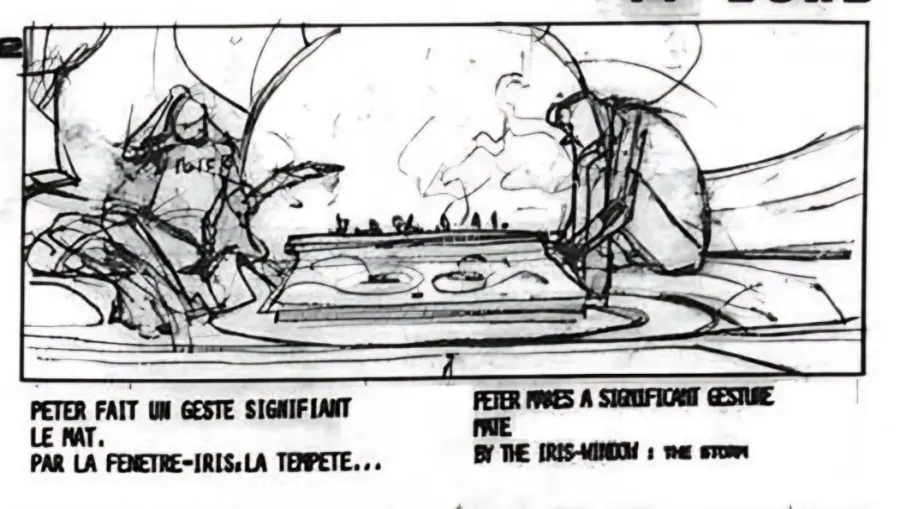 PETER FAIT UN GESTE SIGNIFIANT
LE MAT.
PAR LA FENETRE-IRIS:LA TEMPETE...
PETER MAKES A SIGNIFICANT GESTURE
MATE
BY THE IRIS-WINDOW : THE STORM